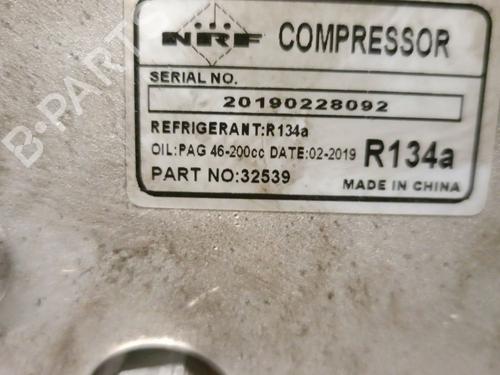 NRF COMPRESSOR
SERIAL NO.
20190228092
REFRIGERANT:R134a
OIL:PAG 46-200cc DATE:02-2019 R134a
PART NO:32539
MADE IN CHINA
B-PARTS